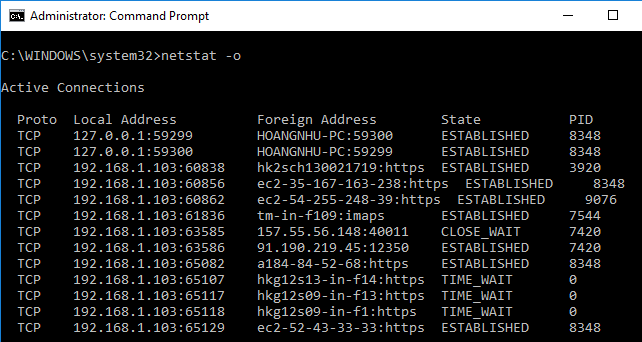 Administrator: Command Prompt
C:\WINDOWS\system32>netstat -o
Active Connections
Proto  Local Address          Foreign Address        State           PID
TCP    127.0.0.1:59299        HOANGNHU-PC:59300      ESTABLISHED     8348
TCP    127.0.0.1:59300        HOANGNHU-PC:59299      ESTABLISHED     8348
TCP    192.168.1.103:60838    hk2sch130021719:https  ESTABLISHED     3920
TCP    192.168.1.103:60856    ec2-35-167-163-238:https  ESTABLISHED     8348
TCP    192.168.1.103:60862    ec2-54-255-248-39:https  ESTABLISHED     9076
TCP    192.168.1.103:61836    tm-in-f109:imaps       ESTABLISHED     7544
TCP    192.168.1.103:63585    157.55.56.148:40011    CLOSE_WAIT      7420
TCP    192.168.1.103:63586    91.190.219.45:12350    ESTABLISHED     7420
TCP    192.168.1.103:65082    a184-84-52-68:https    ESTABLISHED     8348
TCP    192.168.1.103:65107    hkg12s13-in-f14:https  TIME_WAIT       0
TCP    192.168.1.103:65117    hkg12s09-in-f13:https  TIME_WAIT       0
TCP    192.168.1.103:65118    hkg12s09-in-f1:https   TIME_WAIT       0
TCP    192.168.1.103:65129    ec2-52-43-33-33:https  ESTABLISHED     8348